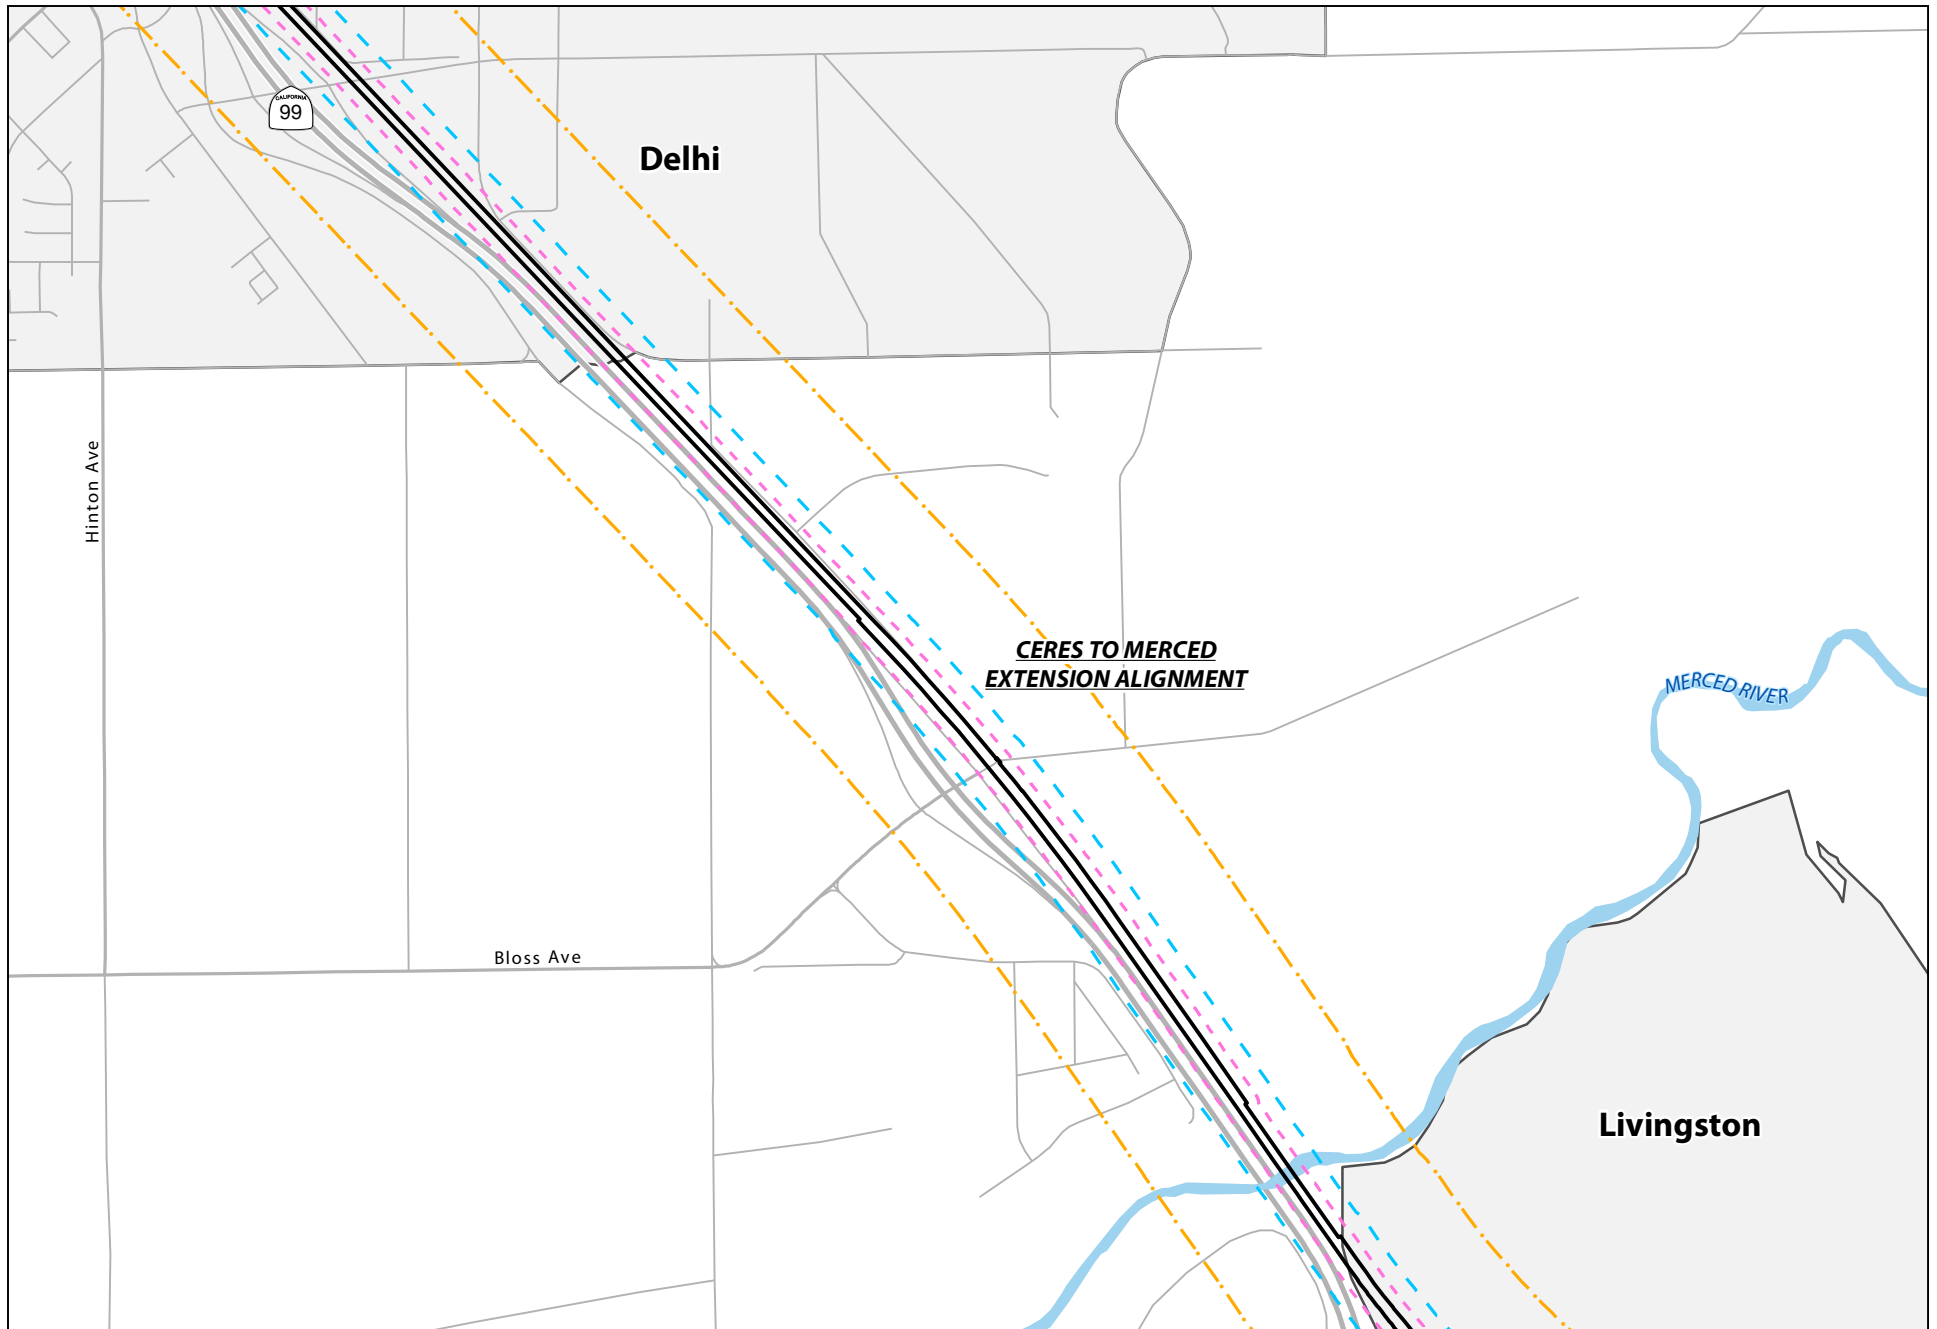 CALIFORNIA
99
Delhi
Hinton Ave
CERES TO MERCED
EXTENSION ALIGNMENT
MERCED RIVER
Bloss Ave
Livingston